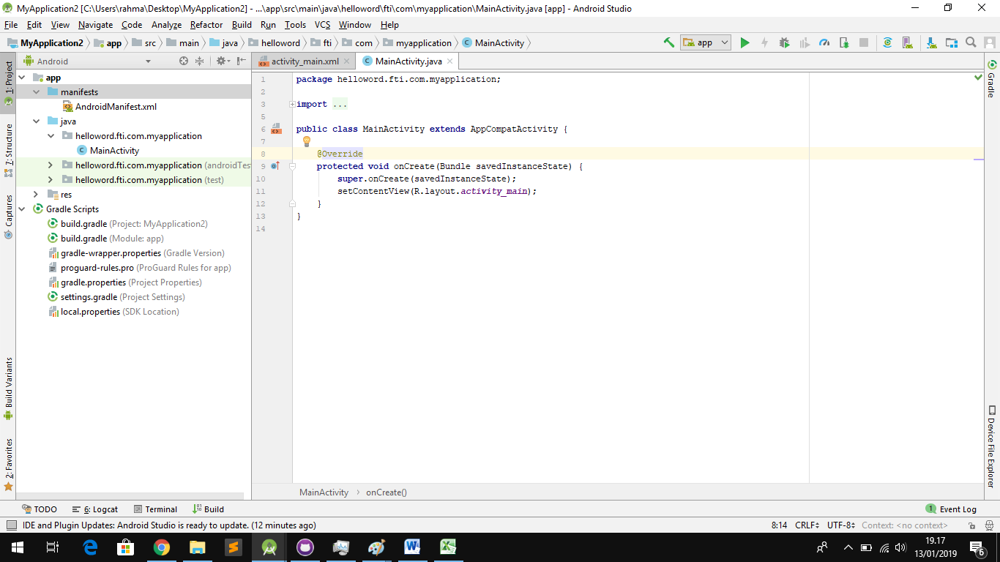 MyApplication2 [C:\Users\rahma\Desktop\MyApplication2] - ...\app\src\main\java\helloword\fti\com\myapplication\MainActivity.java [app] - Android Studio
File Edit View Navigate Code Analyze Refactor Build Run Tools VCS Window Help
MyApplication2 app src main java helloword fti com myapplication MainActivity app
1: Project
7: Structure
Captures
Build Variants
2: Favorites
Android
app
manifests
AndroidManifest.xml
java
helloword.fti.com.myapplication
MainActivity
helloword.fti.com.myapplication (androidTes
helloword.fti.com.myapplication (test)
res
Gradle Scripts
build.gradle (Project: MyApplication2)
build.gradle (Module: app)
gradle-wrapper.properties (Gradle Version)
proguard-rules.pro (ProGuard Rules for app)
gradle.properties (Project Properties)
settings.gradle (Project Settings)
local.properties (SDK Location)
activity_main.xml MainActivity.java
1 package helloword.fti.com.myapplication;
2
3 import ...
5
6 public class MainActivity extends AppCompatActivity {
7
8 @Override
9 protected void onCreate(Bundle savedInstanceState) {
10 super.onCreate(savedInstanceState);
11 setContentView(R.layout.activity_main);
12 }
13 }
14
MainActivity onCreate()
Gradle
Device File Explorer
TODO 6: Logcat Terminal Build 1 Event Log
IDE and Plugin Updates: Android Studio is ready to update. (12 minutes ago) 8:14 CRLF UTF-8 Context: <no context>
19.17
13/01/2019
6